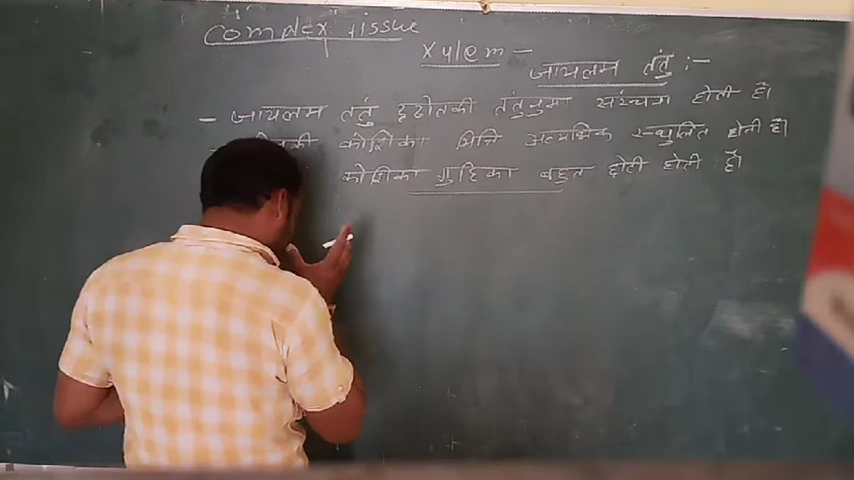 Complex tissue
Xylem -
जायलम तंतु :-
- जायलम तंतु दृढोतकी तंतुनुमा संरचना होती हैं।
कोशिका भित्ति अत्यधिक स्थुलित होती हैं।
कोशिका गुहिका बहुत छोटी होती हैं।